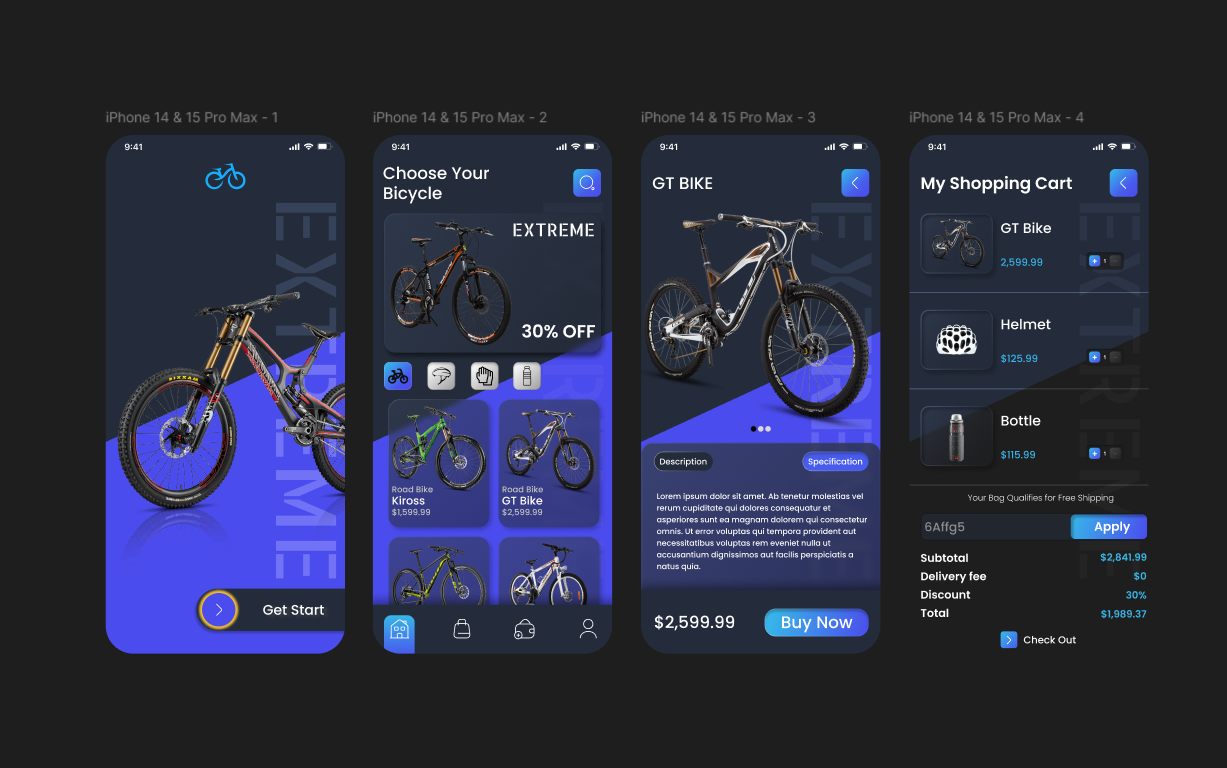 iPhone 14 & 15 Pro Max - 1
9:41
EXTREME
SIXXAM
Get Start
iPhone 14 & 15 Pro Max - 2
9:41
Choose Your
Bicycle
EXTREME
30% OFF
Road Bike
Kiross
$1,599.99
Road Bike
GT Bike
$2,599.99
iPhone 14 & 15 Pro Max - 3
9:41
GT BIKE
EXTREME
Description
Specification
Lorem ipsum dolor sit amet. Ab tenetur molestias vel
rerum cupiditate qui dolores consequatur et
asperiores sunt ea magnam dolorem qui consectetur
omnis. Ut error voluptas qui tempora provident aut
necessitatibus voluptas rem eveniet nulla ut
accusantium dignissimos aut facilis perspiciatis a
natus quia.
$2,599.99
Buy Now
iPhone 14 & 15 Pro Max - 4
9:41
My Shopping Cart
EXTREME
GT Bike
2,599.99
+ 1 -
Helmet
$125.99
+ 1 -
Bottle
$115.99
+ 1 -
Your Bag Qualifies for Free Shipping
6Affg5
Apply
Subtotal $2,841.99
Delivery fee $0
Discount 30%
Total $1,989.37
Check Out